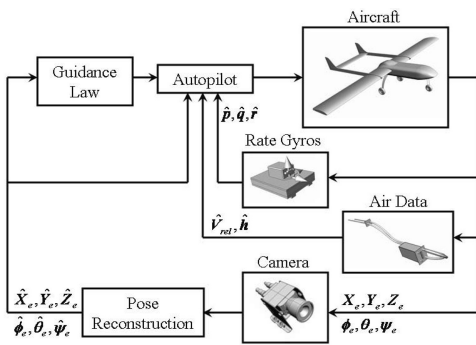 Aircraft
Guidance
Law
Autopilot
p̂, q̂, r̂
Rate Gyros
Air Data
V̂rel, ĥ
Camera
X̂e, Ŷe, Ẑe
ϕ̂e, θ̂e, ψ̂e
Pose
Reconstruction
Xe, Ye, Ze
ϕe, θe, ψe